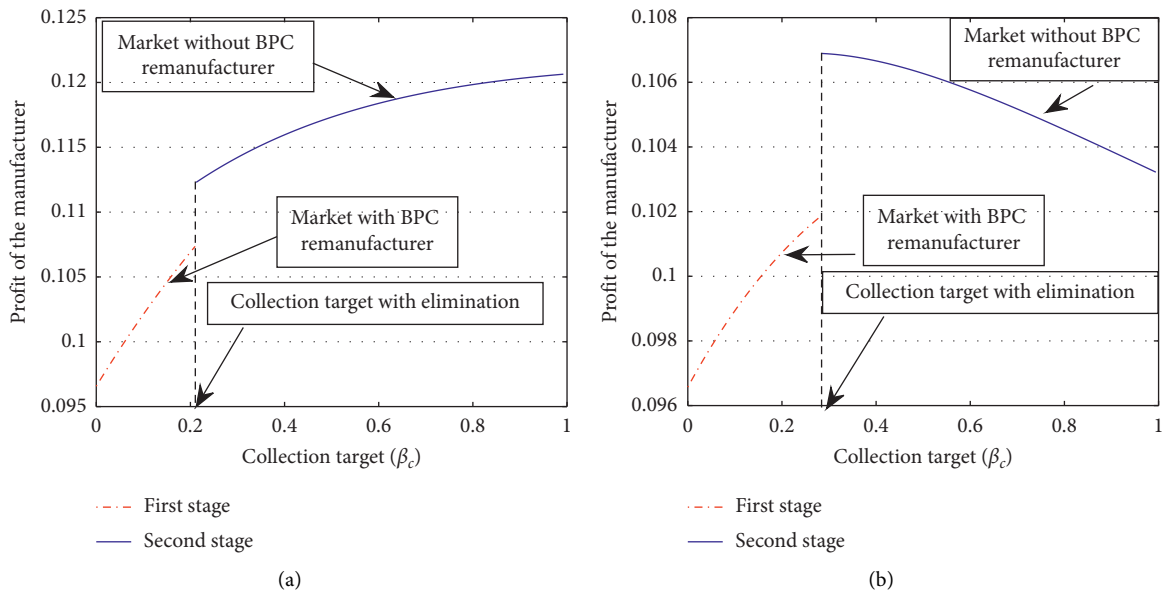 0.125
0.12
0.115
0.11
0.105
0.1
0.095
Profit of the manufacturer
Market without BPC
remanufacturer
Market with BPC
remanufacturer
Collection target with elimination
0 0.2 0.4 0.6 0.8 1
Collection target (β_c)
First stage
Second stage
(a)
0.108
0.106
0.104
0.102
0.1
0.098
0.096
Profit of the manufacturer
Market without BPC
remanufacturer
Market with BPC
remanufacturer
Collection target with elimination
0 0.2 0.4 0.6 0.8 1
Collection target (β_c)
First stage
Second stage
(b)